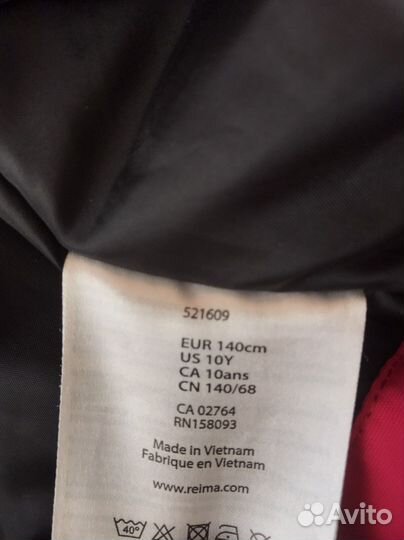 521609
EUR 140cm
US 10Y
CA 10ans
CN 140/68
CA 02764
RN158093
Made in Vietnam
Fabrique en Vietnam
www.reima.com
40°
Avito